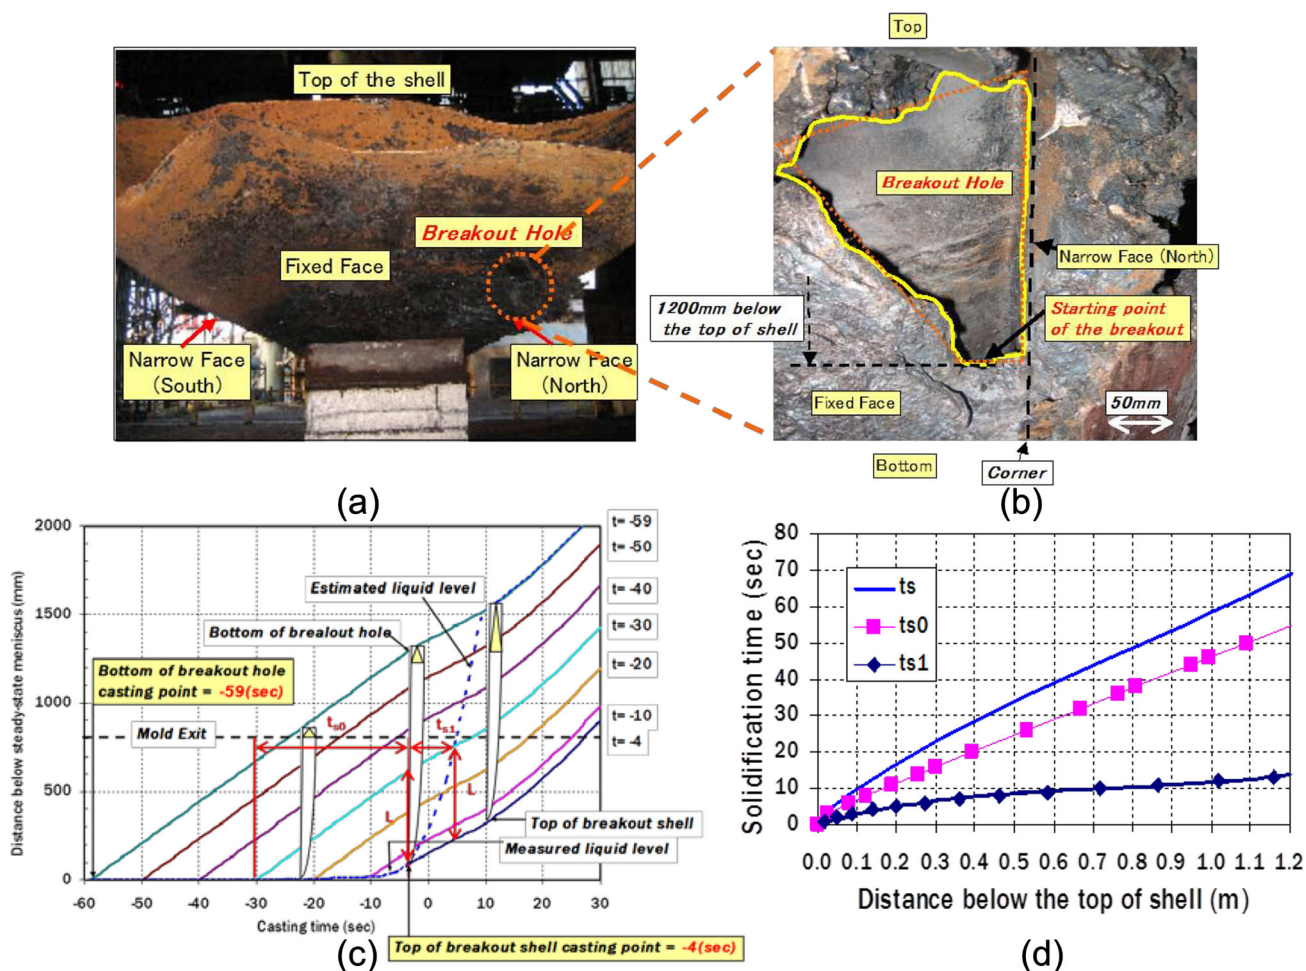 Top
Top of the shell
Breakout Hole
Fixed Face
Narrow Face
(South)
Narrow Face
(North)
Breakout Hole
Narrow Face (North)
1200mm below
the top of shell
Starting point
of the breakout
Fixed Face
50mm
Bottom
Corner
(a)
(b)
Distance below steady-state meniscus (mm)
2000
1500
1000
500
0
Estimated liquid level
Bottom of brealout hole
Bottom of breakout hole
casting point = -59(sec)
Mold Exit
ts0
ts1
L
L
Top of breakout shell
Measured liquid level
t= -59
t= -50
t= -40
t= -30
t= -20
t= -10
t= -4
-60
-50
-40
-30
-20
-10
0
10
20
30
Casting time (sec)
Top of breakout shell casting point = -4(sec)
(c)
Soldification time (sec)
80
70
60
50
40
30
20
10
0
ts
ts0
ts1
0.0
0.1
0.2
0.3
0.4
0.5
0.6
0.7
0.8
0.9
1.0
1.1
1.2
Distance below the top of shell (m)
(d)